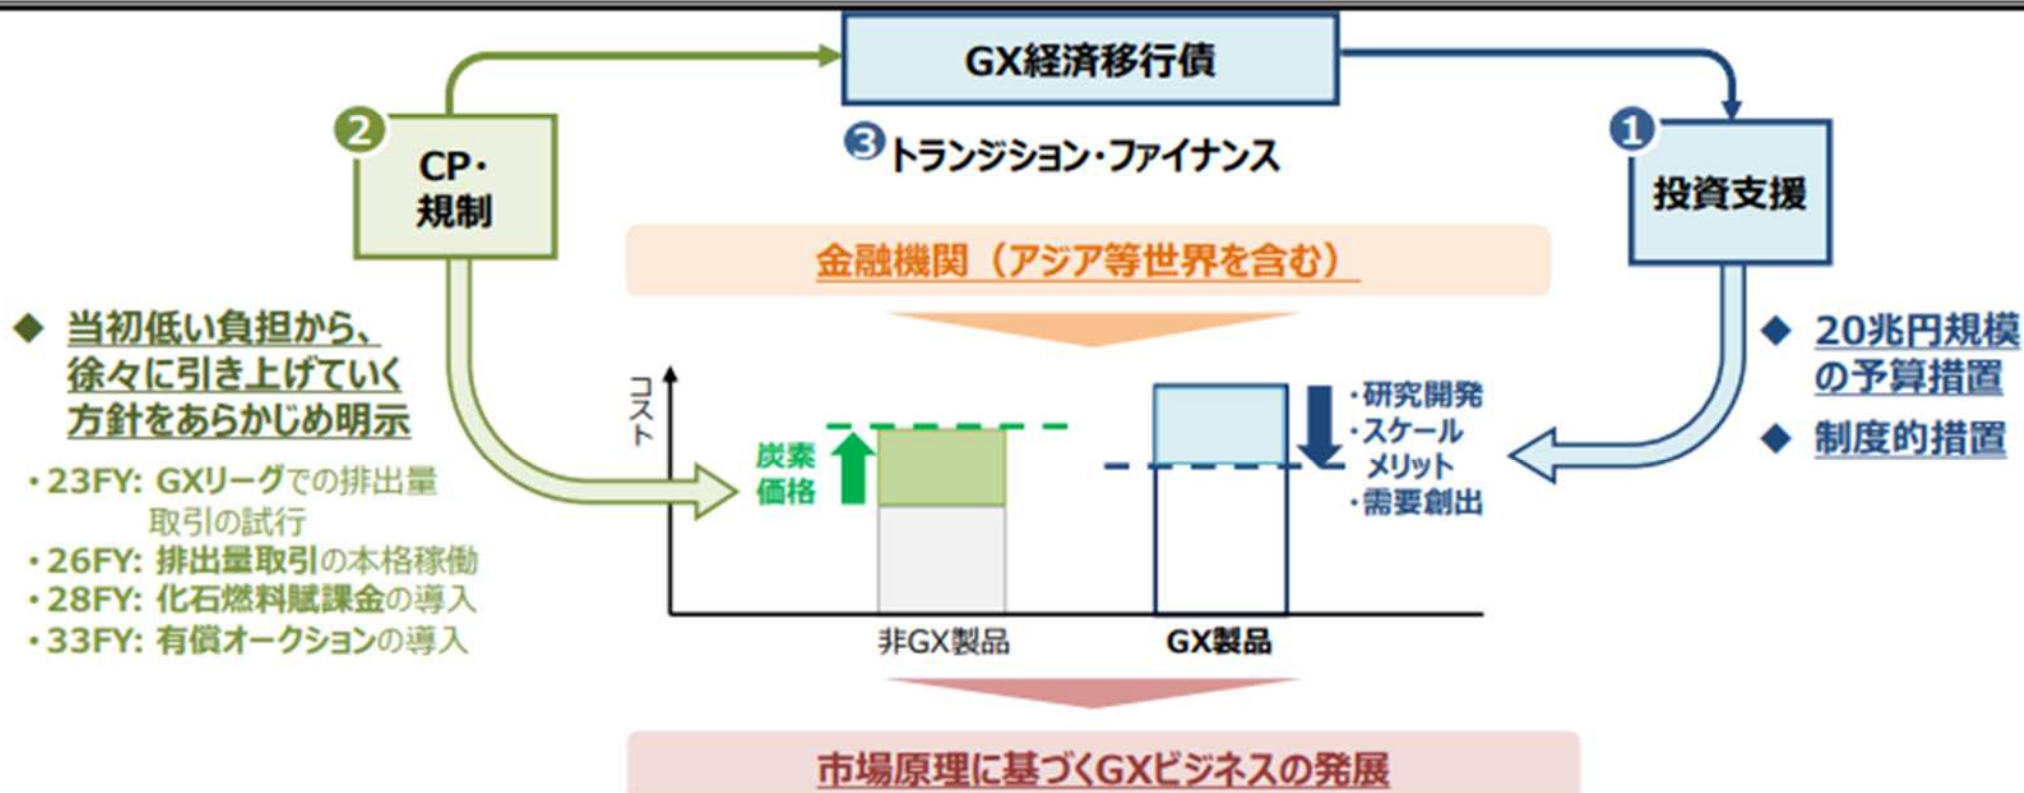 GX経済移行債
❷
CP・
規制
❸トランジション・ファイナンス
❶
投資支援
金融機関（アジア等世界を含む）
◆ 当初低い負担から、
徐々に引き上げていく
方針をあらかじめ明示
・23FY: GXリーグでの排出量
取引の試行
・26FY: 排出量取引の本格稼働
・28FY: 化石燃料賦課金の導入
・33FY: 有償オークションの導入
コスト
炭素
価格
・研究開発
・スケール
メリット
・需要創出
◆ 20兆円規模
の予算措置
◆ 制度的措置
非GX製品
GX製品
市場原理に基づくGXビジネスの発展